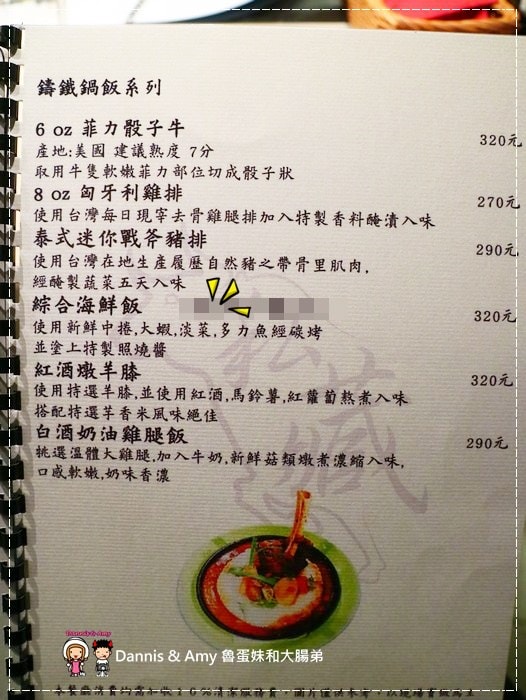 鑄鐵鍋飯系列
6 oz 菲力骰子牛 320元
產地:美國 建議熟度 7分
取用牛隻軟嫩菲力部位切成骰子狀
8 oz 匈牙利雞排 270元
使用台灣每日現宰去骨雞腿排加入特製香料醃漬入味
泰式迷你戰斧豬排 290元
使用台灣在地生產履歷自然豬之帶骨里肌肉,
經醃製蔬菜五天入味
綜合海鮮飯 320元
使用新鮮中捲,大蝦,淡菜,多力魚經碳烤
並塗上特製照燒醬
紅酒燉羊膝 320元
使用特選羊膝,並使用紅酒,馬鈴薯,紅蘿蔔熬煮入味
搭配特選芋香米風味絕佳
白酒奶油雞腿飯 290元
挑選溫體大雞腿,加入牛奶,新鮮菇類燉煮濃縮入味,
口感軟嫩,奶味香濃
Dannis & Amy
Dannis & Amy 魯蛋妹和大腸弟